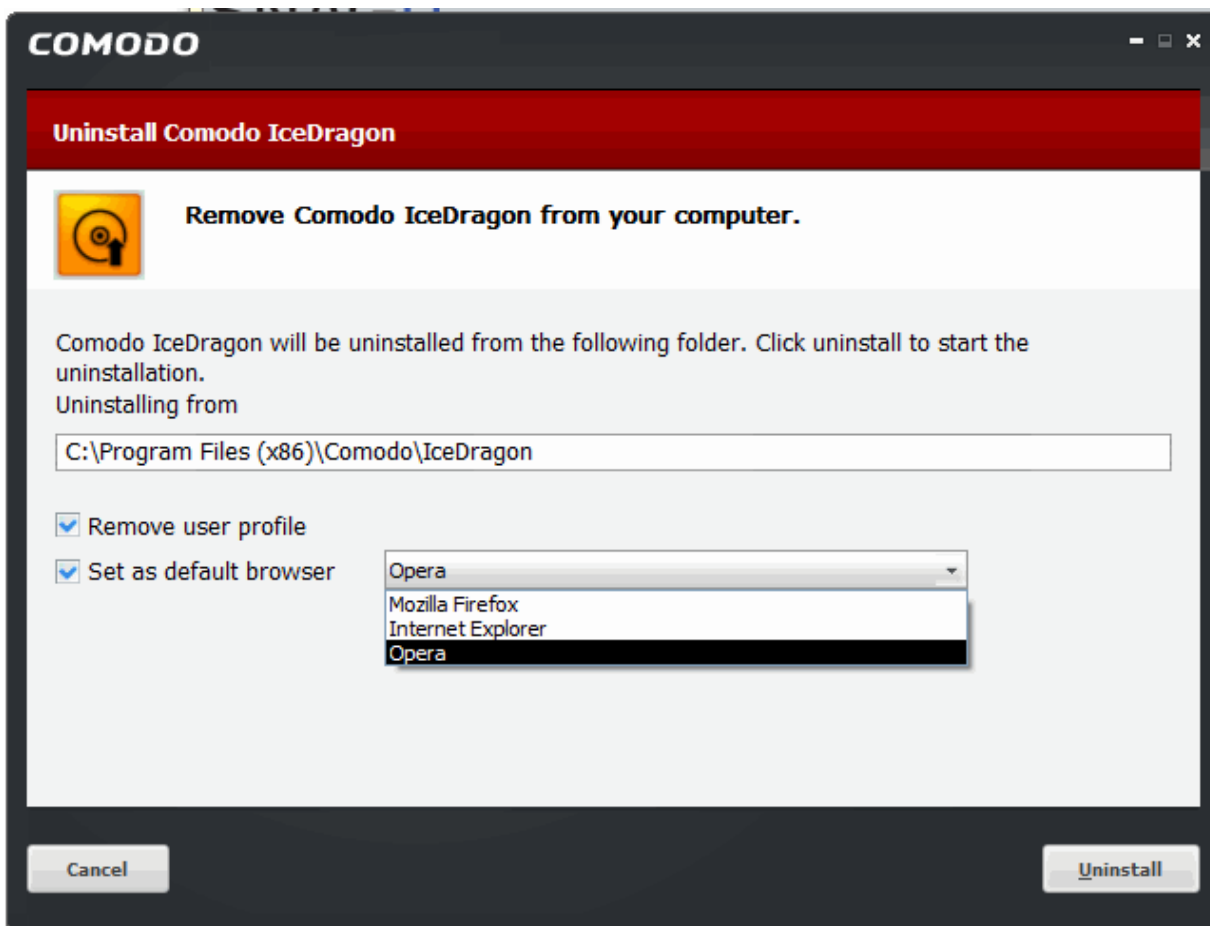 COMODO
Uninstall Comodo IceDragon
Remove Comodo IceDragon from your computer.
Comodo IceDragon will be uninstalled from the following folder. Click uninstall to start the
uninstallation.
Uninstalling from
C:\Program Files (x86)\Comodo\IceDragon
Remove user profile
Set as default browser
Opera
Mozilla Firefox
Internet Explorer
Opera
Cancel
Uninstall